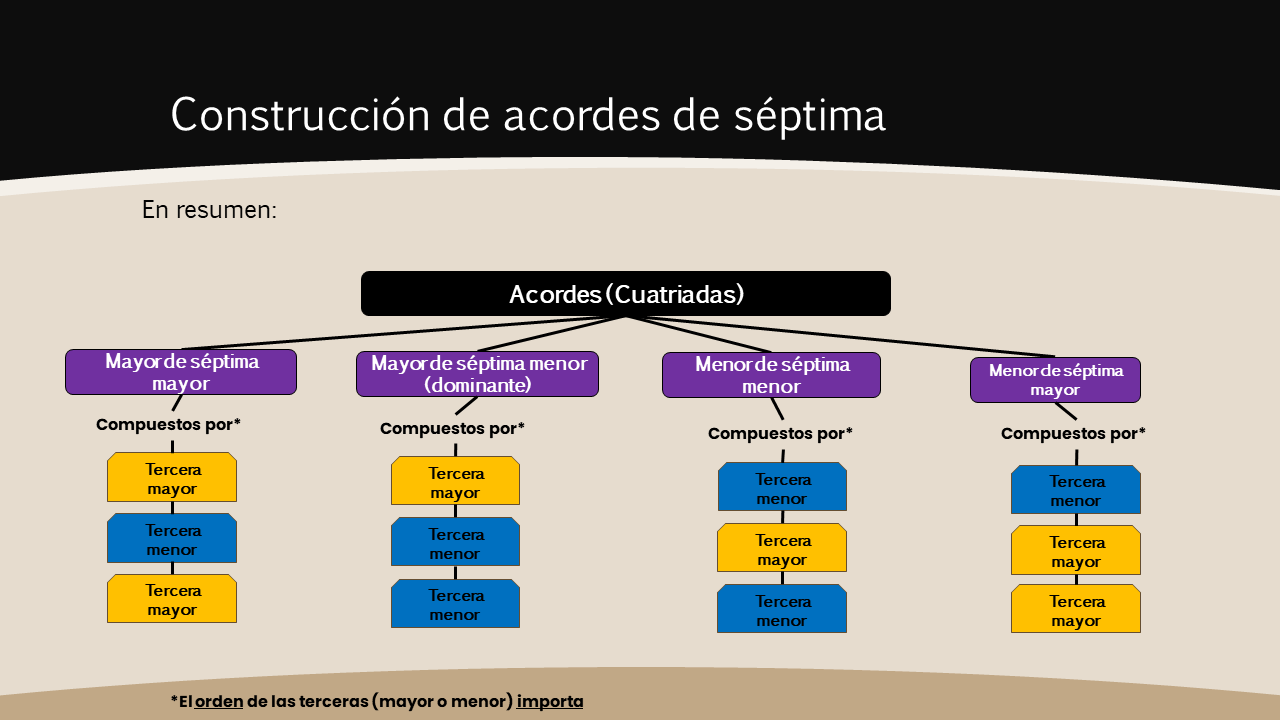 Construcción de acordes de séptima
En resumen:
Acordes (Cuatriadas)
Mayor de séptima
mayor
Compuestos por*
Tercera
mayor
Tercera
menor
Tercera
mayor
Mayor de séptima menor
(dominante)
Compuestos por*
Tercera
mayor
Tercera
menor
Tercera
menor
Menor de séptima
menor
Compuestos por*
Tercera
menor
Tercera
mayor
Tercera
menor
Menor de séptima
mayor
Compuestos por*
Tercera
menor
Tercera
mayor
Tercera
mayor
*El orden de las terceras (mayor o menor) importa